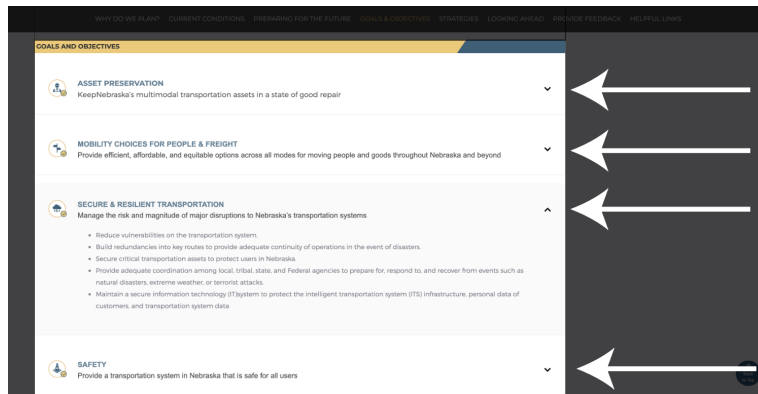 WHY DO WE PLAN? CURRENT CONDITIONS PREPARING FOR THE FUTURE GOALS & OBJECTIVES STRATEGIES LOOKING AHEAD PROVIDE FEEDBACK HELPFUL LINKS
GOALS AND OBJECTIVES
ASSET PRESERVATION
KeepNebraska's multimodal transportation assets in a state of good repair
MOBILITY CHOICES FOR PEOPLE & FREIGHT
Provide efficient, affordable, and equitable options across all modes for moving people and goods throughout Nebraska and beyond
SECURE & RESILIENT TRANSPORTATION
Manage the risk and magnitude of major disruptions to Nebraska's transportation systems
• Reduce vulnerabilities on the transportation system.
• Build redundancies into key routes to provide adequate continuity of operations in the event of disasters.
• Secure critical transportation assets to protect users in Nebraska.
• Provide adequate coordination among local, tribal, state, and Federal agencies to prepare for, respond to, and recover from events such as
natural disasters, extreme weather, or terrorist attacks.
• Maintain a secure information technology (IT)system to protect the intelligent transportation system (ITS) infrastructure, personal data of
customers, and transportation system data
SAFETY
Provide a transportation system in Nebraska that is safe for all users